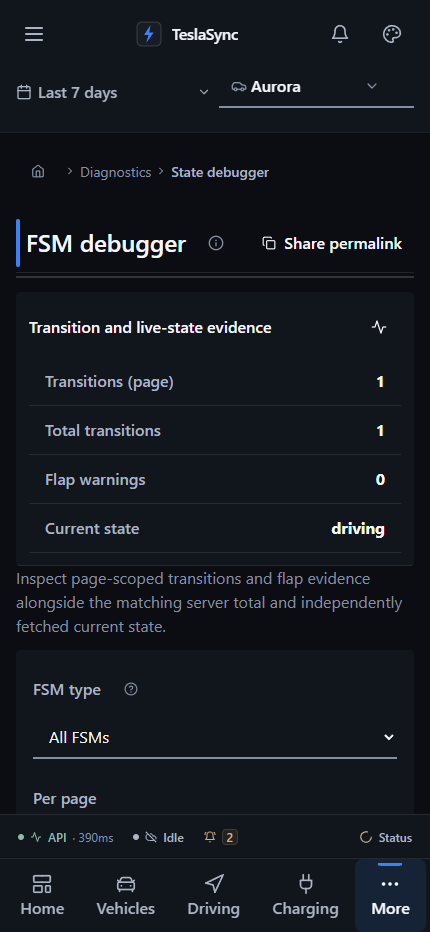 TeslaSync
Last 7 days
Aurora
Diagnostics
State debugger
FSM debugger
Share permalink
Transition and live-state evidence
Transitions (page) 1
Total transitions 1
Flap warnings 0
Current state driving
Inspect page-scoped transitions and flap evidence
alongside the matching server total and independently
fetched current state.
FSM type
All FSMs
Per page
API · 390ms Idle 2 Status
Home Vehicles Driving Charging More